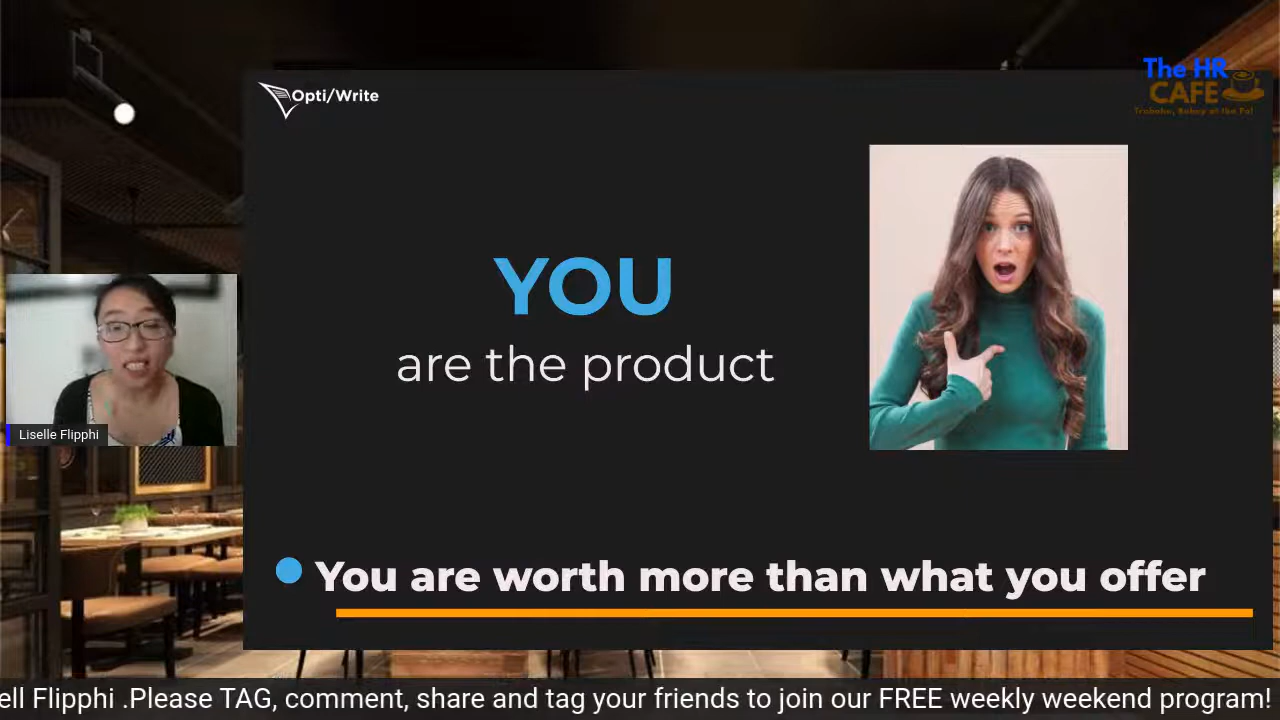 Opti/Write
The HR
CAFE
YOU
are the product
Liselle Flipphi
You are worth more than what you offer
ell Flipphi .Please TAG, comment, share and tag your friends to join our FREE weekly weekend program!